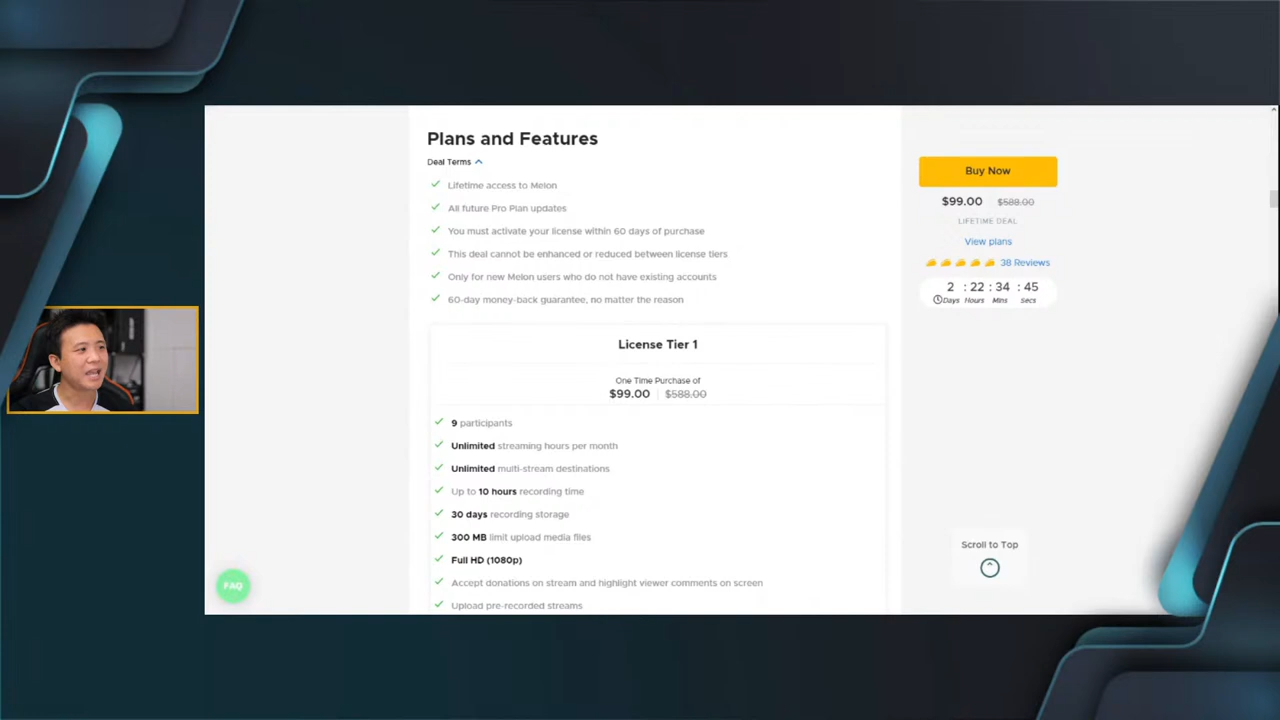 Plans and Features
Deal Terms
Lifetime access to Melon
All future Pro Plan updates
You must activate your license within 60 days of purchase
This deal cannot be enhanced or reduced between license tiers
Only for new Melon users who do not have existing accounts
60-day money-back guarantee, no matter the reason
License Tier 1
One Time Purchase of
$99.00 $588.00
9 participants
Unlimited streaming hours per month
Unlimited multi-stream destinations
Up to 10 hours recording time
30 days recording storage
300 MB limit upload media files
Full HD (1080p)
Accept donations on stream and highlight viewer comments on screen
Upload pre-recorded streams
Buy Now
$99.00 $588.00
LIFETIME DEAL
View plans
38 Reviews
2 : 22 : 34 : 45
Days Hours Mins Secs
Scroll to Top
FAQ